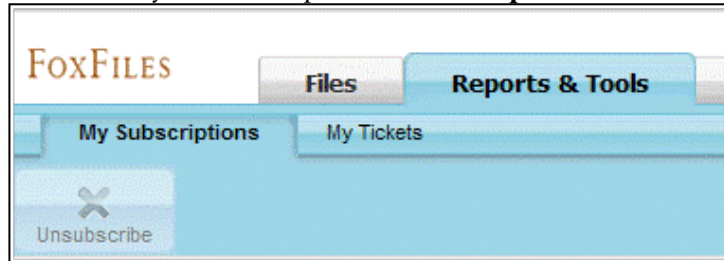 FOXFILES
Files
Reports & Tools
My Subscriptions
My Tickets
Unsubscribe